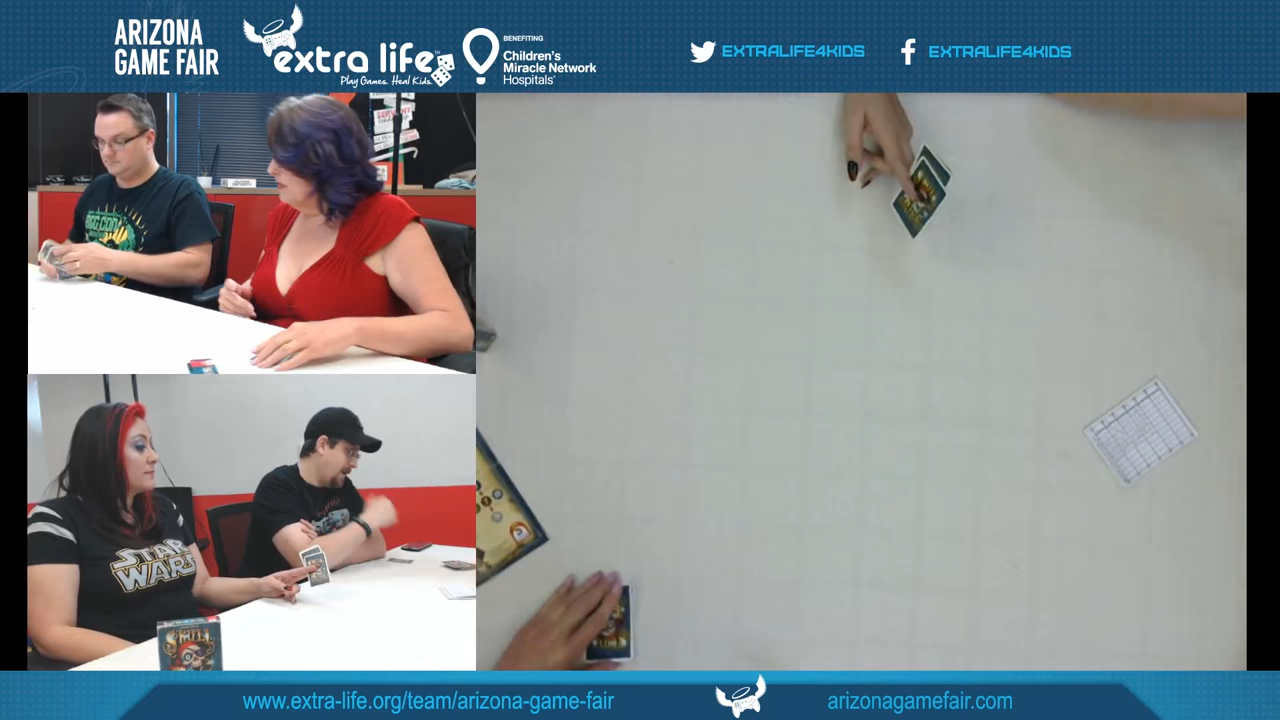 ARIZONA
GAME FAIR
extra life
Play Games. Heal Kids.
BENEFITING
Children's
Miracle Network
Hospitals
EXTRALIFE4KIDS
EXTRALIFE4KIDS
STAR
WARS
SKULL
www.extra-life.org/team/arizona-game-fair
arizonagamefair.com